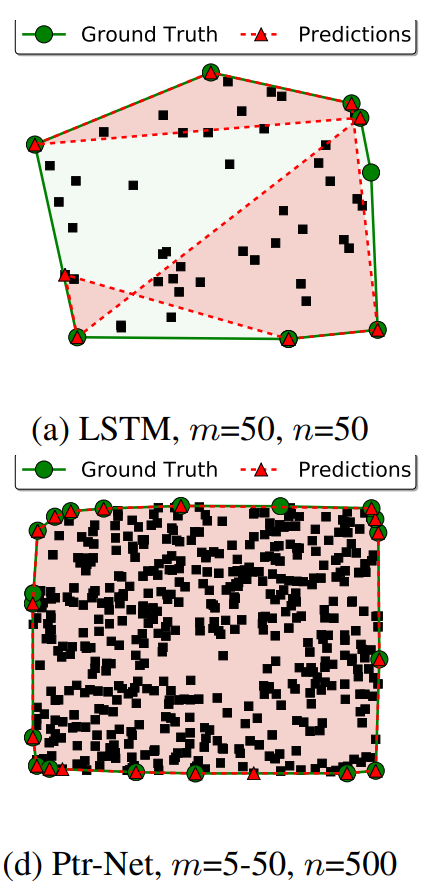 Ground Truth Predictions
(a) LSTM, m=50, n=50
Ground Truth Predictions
(d) Ptr-Net, m=5-50, n=500